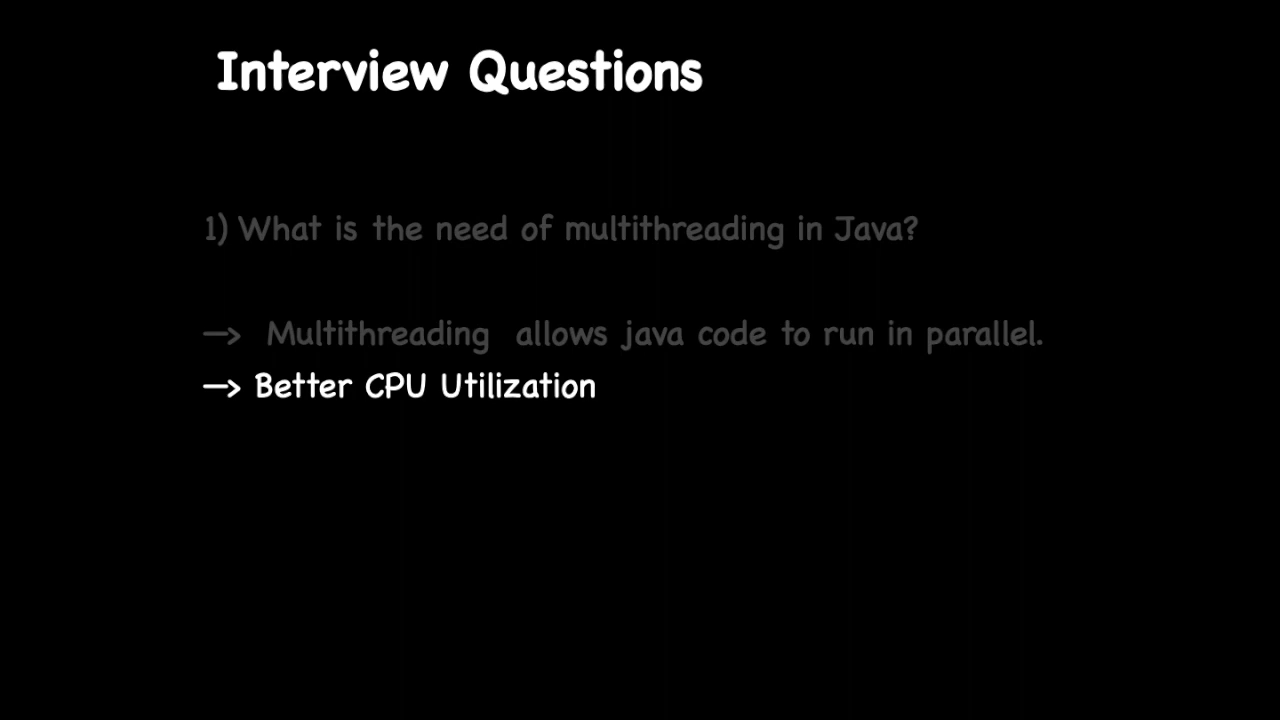 Interview Questions
1) What is the need of multithreading in Java?
—> Multithreading allows java code to run in parallel.
—> Better CPU Utilization